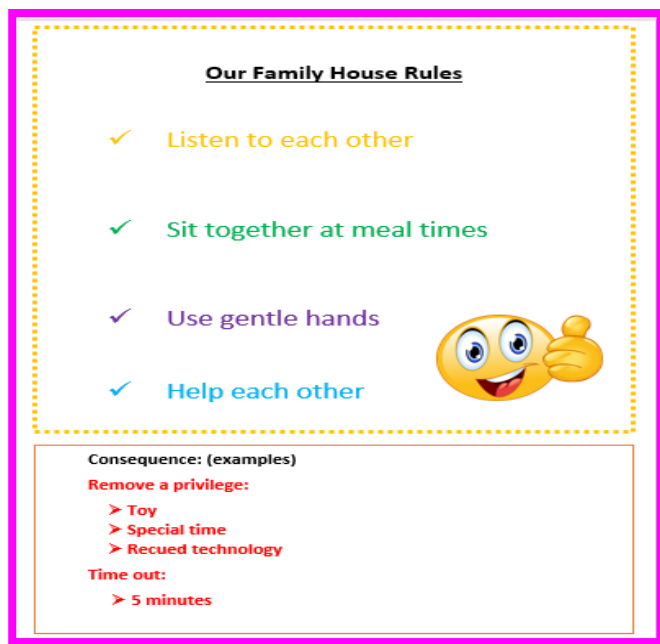 Our Family House Rules
✓ Listen to each other
✓ Sit together at meal times
✓ Use gentle hands
✓ Help each other
Consequence: (examples)
Remove a privilege:
➢ Toy
➢ Special time
➢ Recued technology
Time out:
➢ 5 minutes